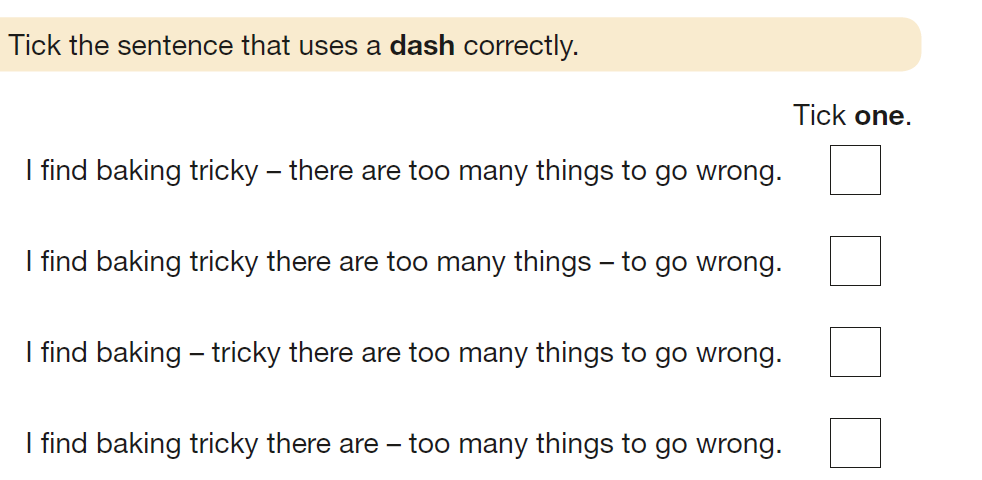 Tick the sentence that uses a dash correctly.
Tick one.
I find baking tricky – there are too many things to go wrong.
I find baking tricky there are too many things – to go wrong.
I find baking – tricky there are too many things to go wrong.
I find baking tricky there are – too many things to go wrong.